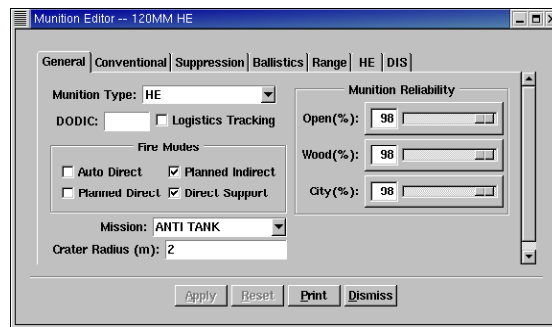 Munition Editor -- 120MM HE
General Conventional Suppression Ballistics Range HE DIS
Munition Type: HE
DODIC: Logistics Tracking
Fire Modes
Auto Direct Planned Indirect
Planned Direct Direct Support
Mission: ANTI TANK
Crater Radius (m): 2
Munition Reliability
Open(%): 98
Wood(%): 98
City(%): 98
Apply Reset Print Dismiss